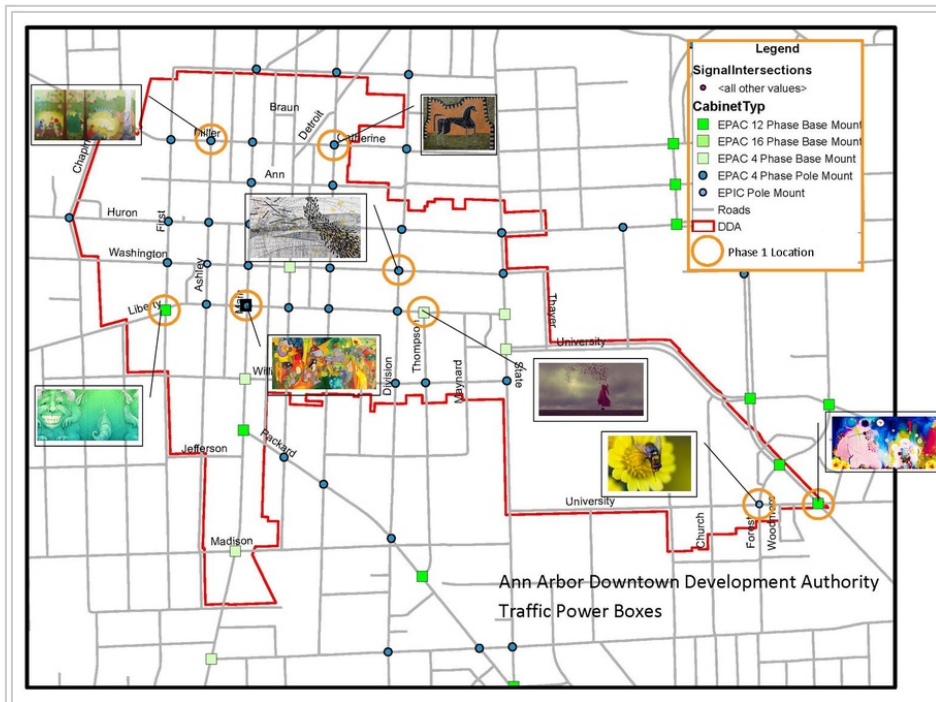 Legend
SignalIntersections
<all other values>
CabinetTyp
EPAC 12 Phase Base Mount
EPAC 16 Phase Base Mount
EPAC 4 Phase Base Mount
EPAC 4 Phase Pole Mount
EPIC Pole Mount
Roads
DDA
Phase 1 Location
Braun
Detroit
Miller
Catherine
Chapin
Ann
Huron
First
Washington
Ashley
Liberty
Main
Thayer
University
Division
Thompson
Maynard
State
Packard
Jefferson
University
Church
Forest
Madison
Ann Arbor Downtown Development Authority
Traffic Power Boxes